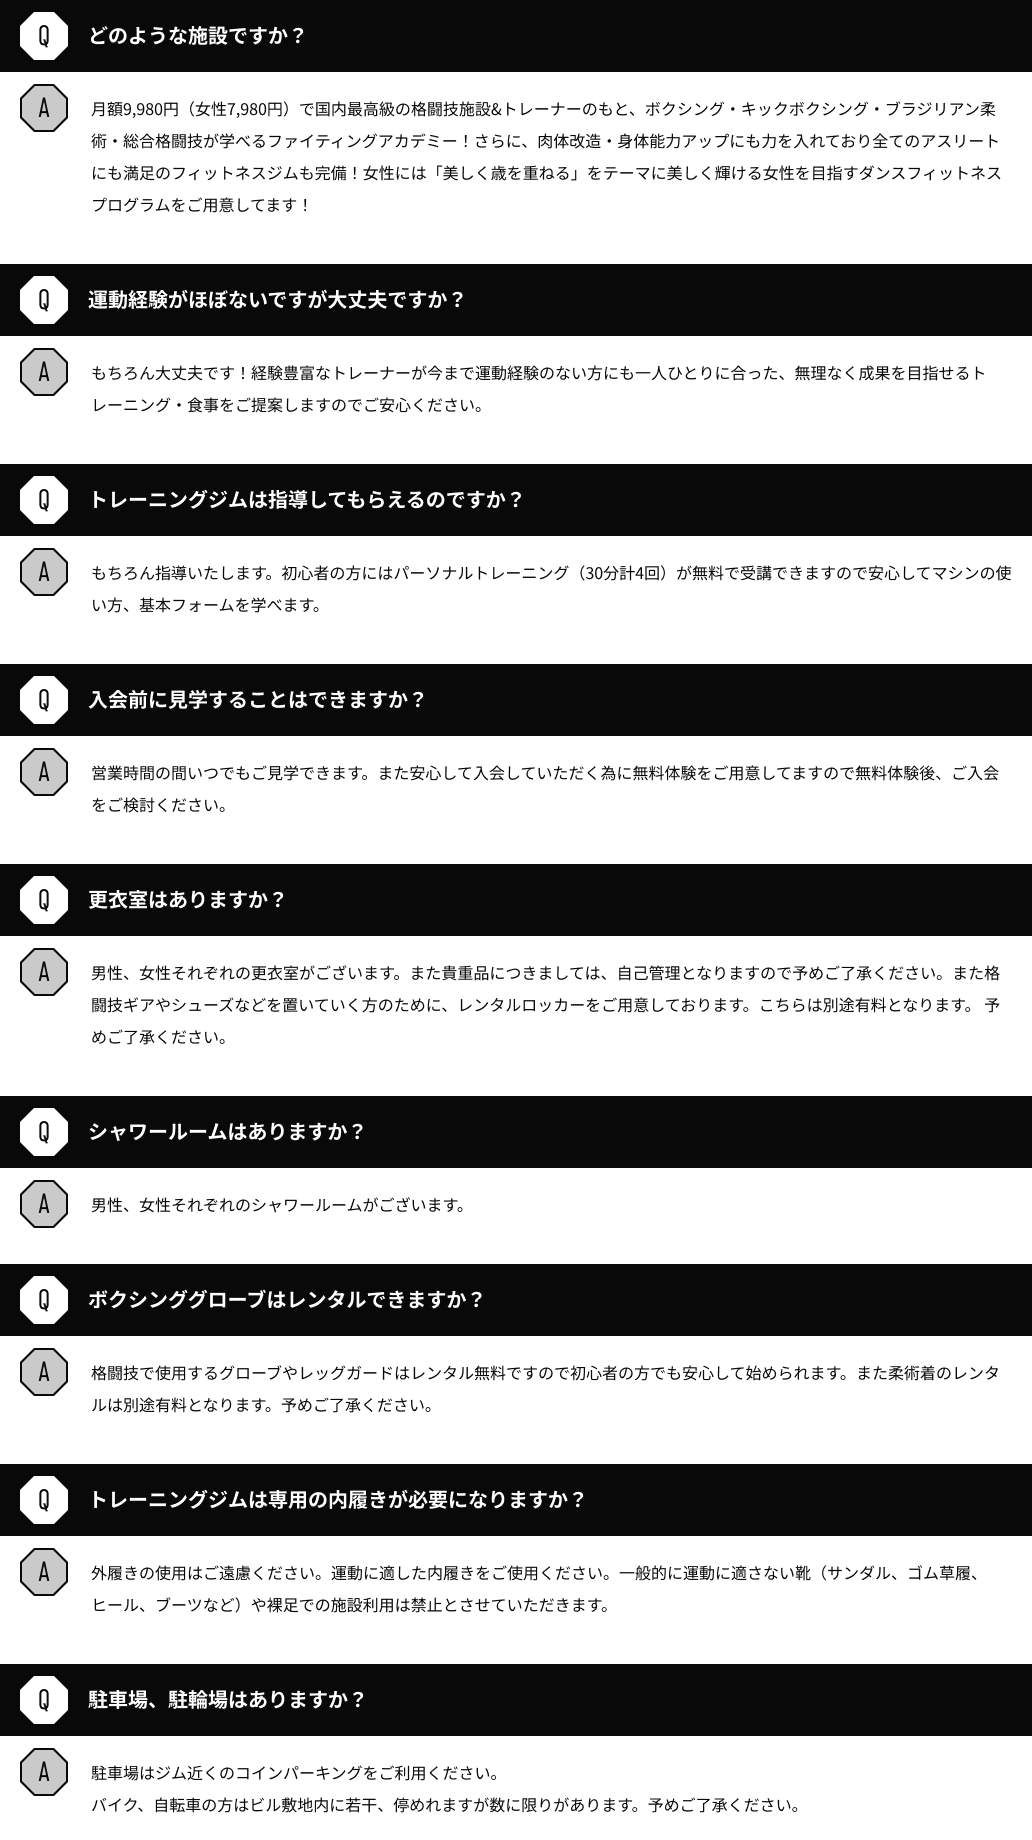 Q どのような施設ですか？
A 月額9,980円（女性7,980円）で国内最高級の格闘技施設&トレーナーのもと、ボクシング・キックボクシング・ブラジリアン柔
術・総合格闘技が学べるファイティングアカデミー！さらに、肉体改造・身体能力アップにも力を入れており全てのアスリート
にも満足のフィットネスジムも完備！女性には「美しく歳を重ねる」をテーマに美しく輝ける女性を目指すダンスフィットネス
プログラムをご用意してます！
Q 運動経験がほぼないですが大丈夫ですか？
A もちろん大丈夫です！経験豊富なトレーナーが今まで運動経験のない方にも一人ひとりに合った、無理なく成果を目指せるト
レーニング・食事をご提案しますのでご安心ください。
Q トレーニングジムは指導してもらえるのですか？
A もちろん指導いたします。初心者の方にはパーソナルトレーニング（30分計4回）が無料で受講できますので安心してマシンの使
い方、基本フォームを学べます。
Q 入会前に見学することはできますか？
A 営業時間の間いつでもご見学できます。また安心して入会していただく為に無料体験をご用意してますので無料体験後、ご入会
をご検討ください。
Q 更衣室はありますか？
A 男性、女性それぞれの更衣室がございます。また貴重品につきましては、自己管理となりますので予めご了承ください。また格
闘技ギアやシューズなどを置いていく方のために、レンタルロッカーをご用意しております。こちらは別途有料となります。 予
めご了承ください。
Q シャワールームはありますか？
A 男性、女性それぞれのシャワールームがございます。
Q ボクシンググローブはレンタルできますか？
A 格闘技で使用するグローブやレッグガードはレンタル無料ですので初心者の方でも安心して始められます。また柔術着のレンタ
ルは別途有料となります。予めご了承ください。
Q トレーニングジムは専用の内履きが必要になりますか？
A 外履きの使用はご遠慮ください。運動に適した内履きをご使用ください。一般的に運動に適さない靴（サンダル、ゴム草履、
ヒール、ブーツなど）や裸足での施設利用は禁止とさせていただきます。
Q 駐車場、駐輪場はありますか？
A 駐車場はジム近くのコインパーキングをご利用ください。
バイク、自転車の方はビル敷地内に若干、停めれますが数に限りがあります。予めご了承ください。